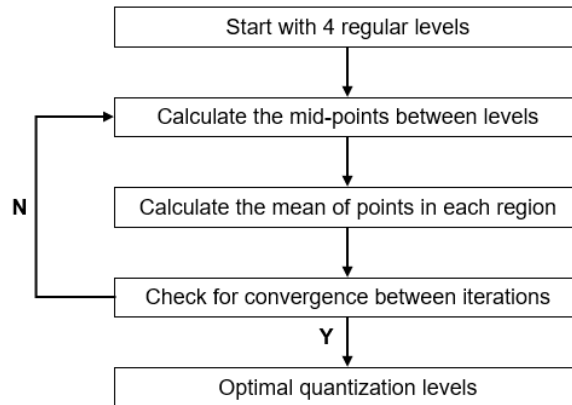 Start with 4 regular levels
Calculate the mid-points between levels
N
Calculate the mean of points in each region
Check for convergence between iterations
Y
Optimal quantization levels